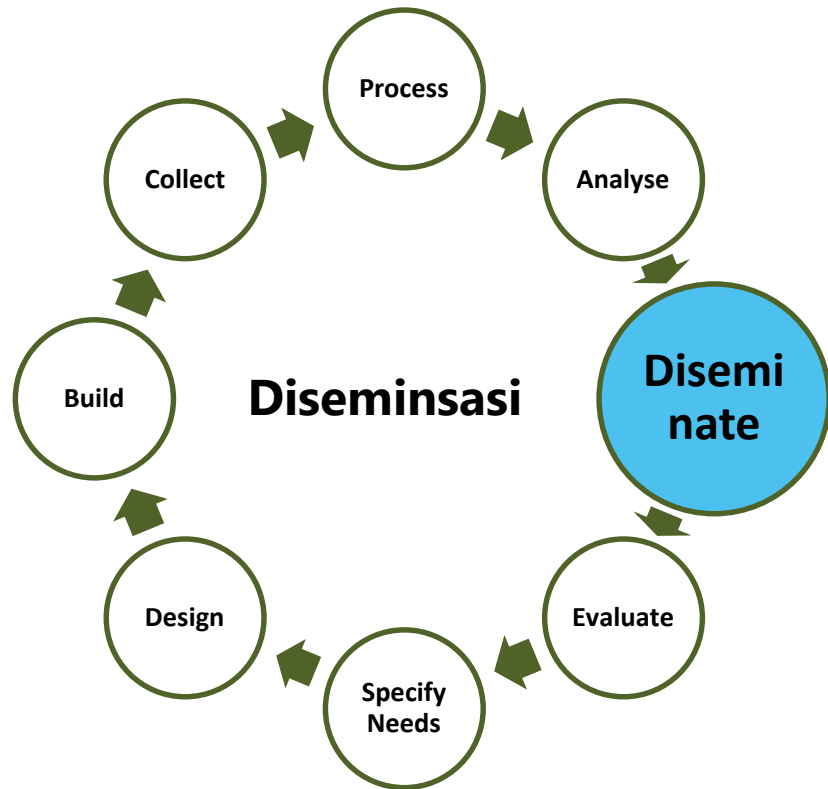 Process
Collect
Analyse
Build
Diseminsasi
Disemi
nate
Design
Evaluate
Specify
Needs